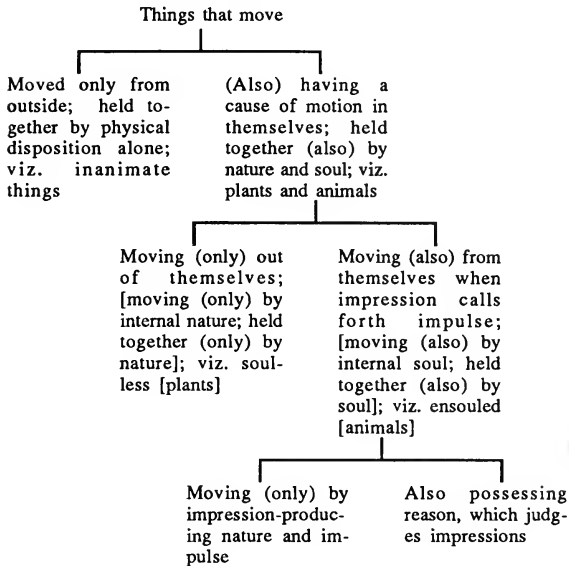 Things that move
Moved only from
outside; held to-
gether by physical
disposition alone;
viz. inanimate
things
(Also) having a
cause of motion in
themselves; held
together (also) by
nature and soul; viz.
plants and animals
Moving (only) out
of themselves;
[moving (only) by
internal nature; held
together (only) by
nature]; viz. soul-
less [plants]
Moving (also) from
themselves when
impression calls
forth impulse;
[moving (also) by
internal soul; held
together (also) by
soul]; viz. ensouled
[animals]
Moving (only) by
impression-produc-
ing nature and im-
pulse
Also possessing
reason, which judg-
es impressions